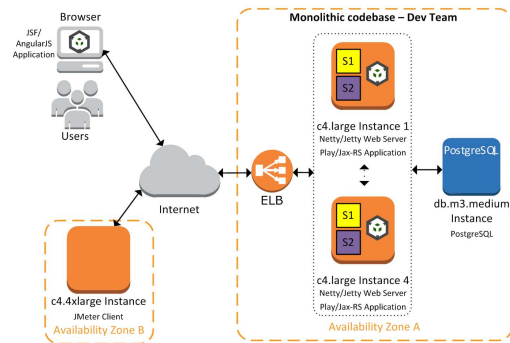 Browser
JSF/
AngularJS
Application
Users
Internet
c4.4xlarge Instance
JMeter Client
Availability Zone B
Monolithic codebase – Dev Team
ELB
S1
S2
c4.large Instance 1
Netty/Jetty Web Server
Play/Jax-RS Application
S1
S2
c4.large Instance 4
Netty/Jetty Web Server
Play/Jax-RS Application
Availability Zone A
PostgreSQL
db.m3.medium
Instance
PostgreSQL